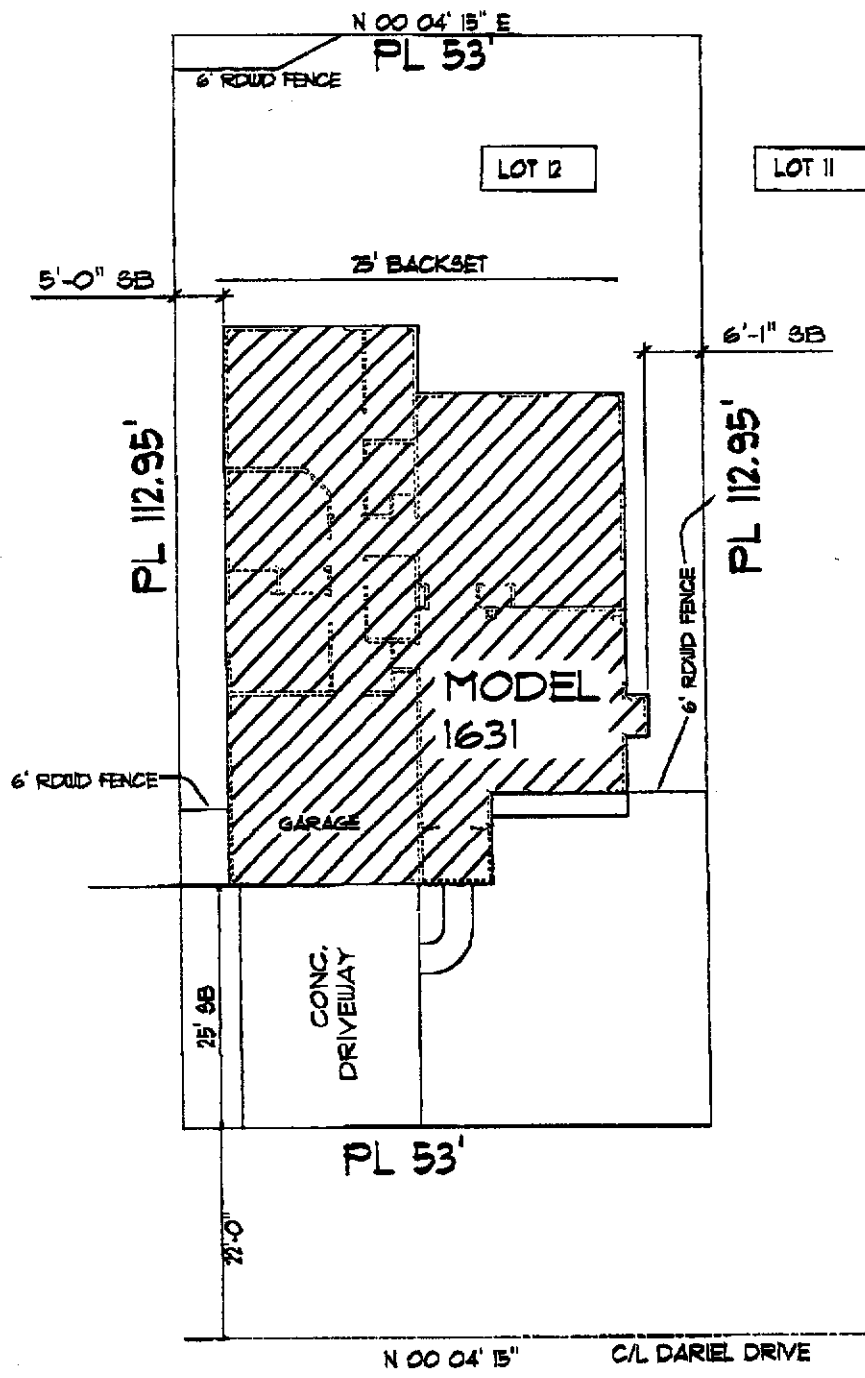 N 00 04' 15" E
PL 53'
6' RDWD FENCE
LOT 12
LOT 11
25' BACKSET
5'-0" SB
6'-1" SB
PL 112.95'
PL 112.95'
6' RDWD FENCE
MODEL
1631
6' RDWD FENCE
GARAGE
CONC.
DRIVEWAY
25' SB
PL 53'
22'-0"
N 00 04' 15"
C/L DARIEL DRIVE